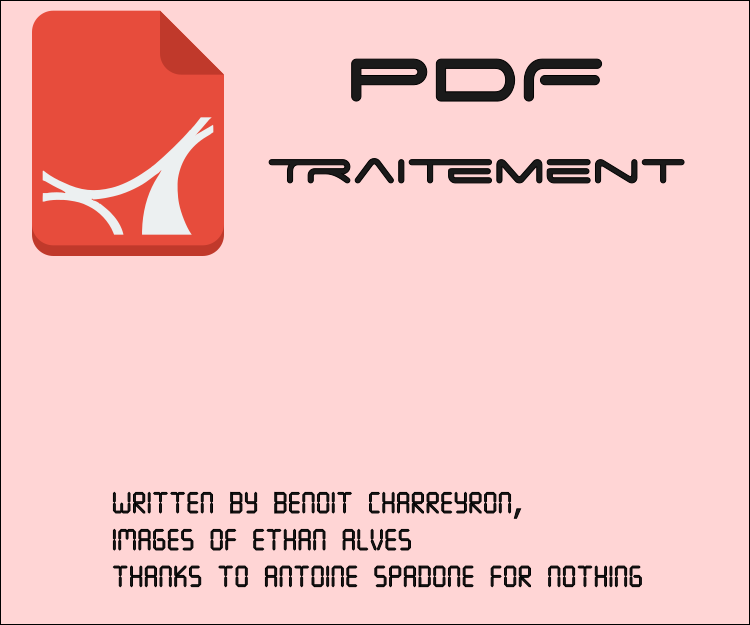 PDF
TRAITEMENT
WRITTEN BY BENOIT CHARREYRON,
IMAGES OF ETHAN ALVES
THANKS TO ANTOINE SPADONE FOR NOTHING